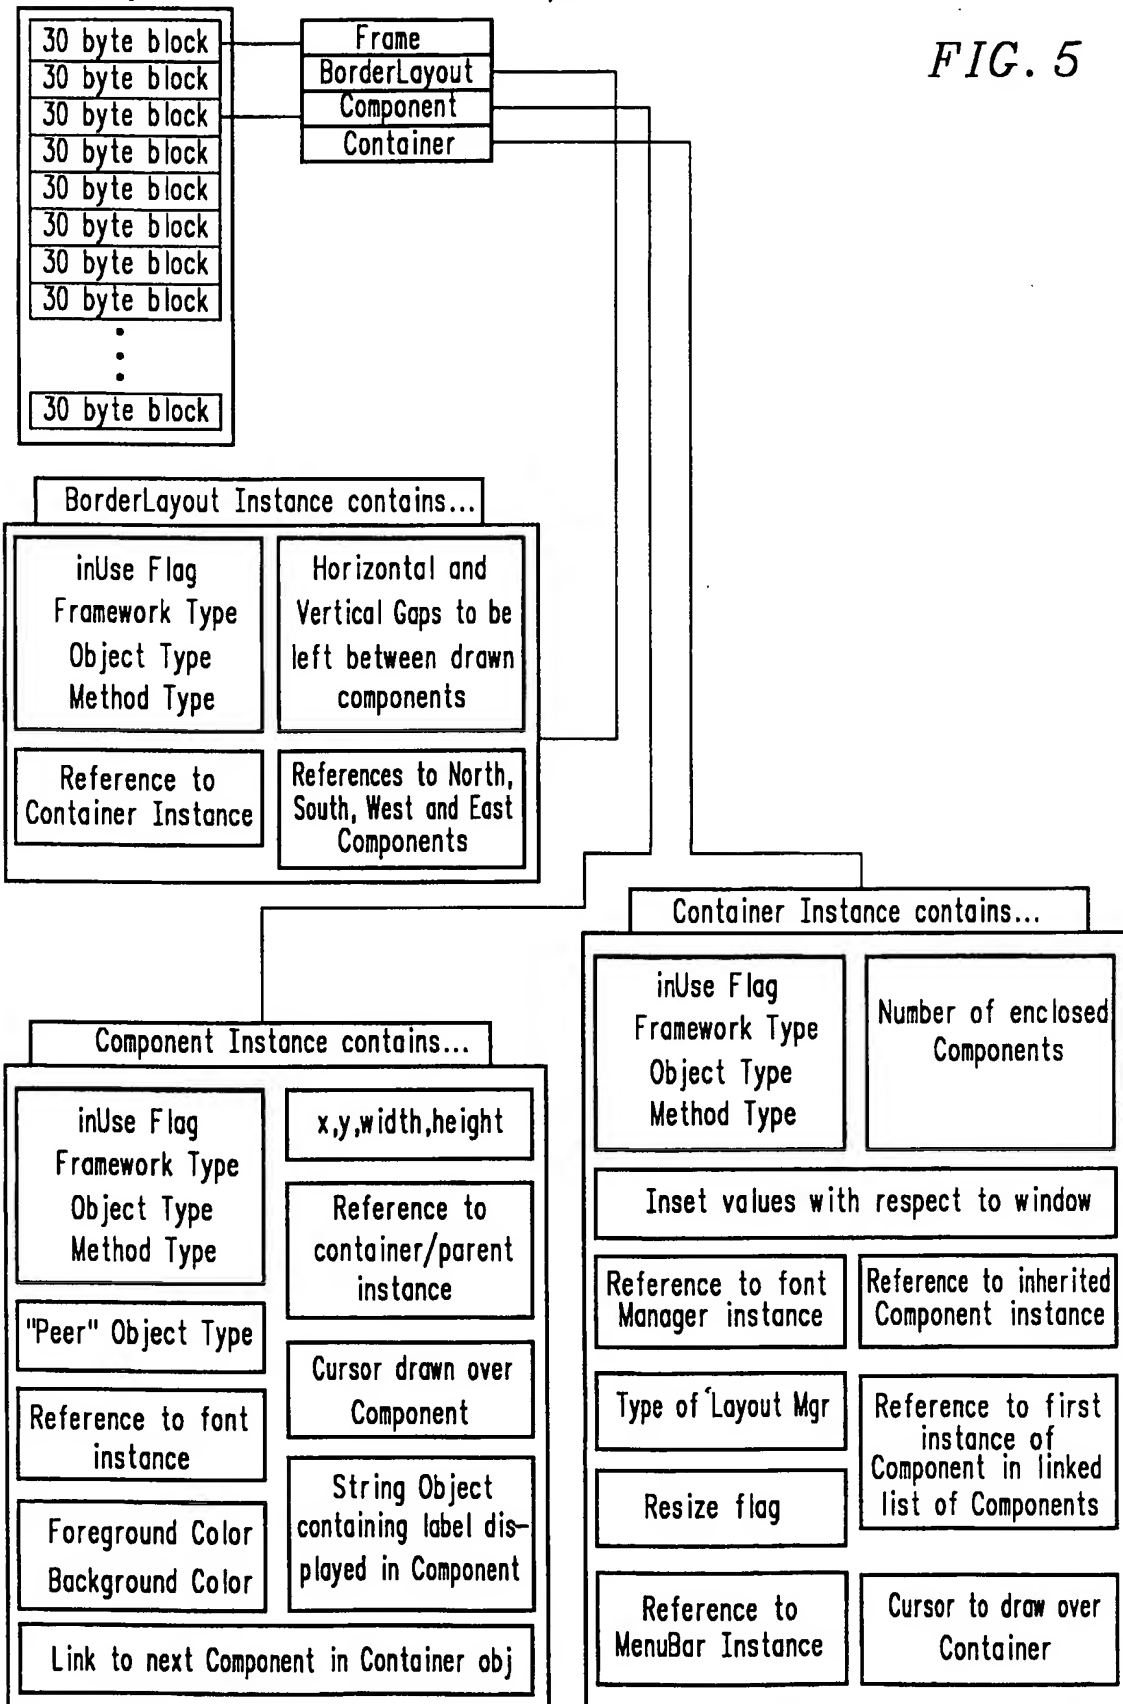 FIG. 5
30 byte block
30 byte block
30 byte block
30 byte block
30 byte block
30 byte block
30 byte block
30 byte block
30 byte block
Frame
BorderLayout
Component
Container
BorderLayout Instance contains...
inUse Flag
Framework Type
Object Type
Method Type
Horizontal and
Vertical Gaps to be
left between drawn
components
Reference to
Container Instance
References to North,
South, West and East
Components
Component Instance contains...
inUse Flag
Framework Type
Object Type
Method Type
x,y,width,height
Reference to
container/parent
instance
"Peer" Object Type
Cursor drawn over
Component
Reference to font
instance
String Object
containing label dis-
played in Component
Foreground Color
Background Color
Link to next Component in Container obj
Container Instance contains...
inUse Flag
Framework Type
Object Type
Method Type
Number of enclosed
Components
Inset values with respect to window
Reference to font
Manager instance
Reference to inherited
Component instance
Type of Layout Mgr
Reference to first
instance of
Component in linked
list of Components
Resize flag
Reference to
MenuBar Instance
Cursor to draw over
Container